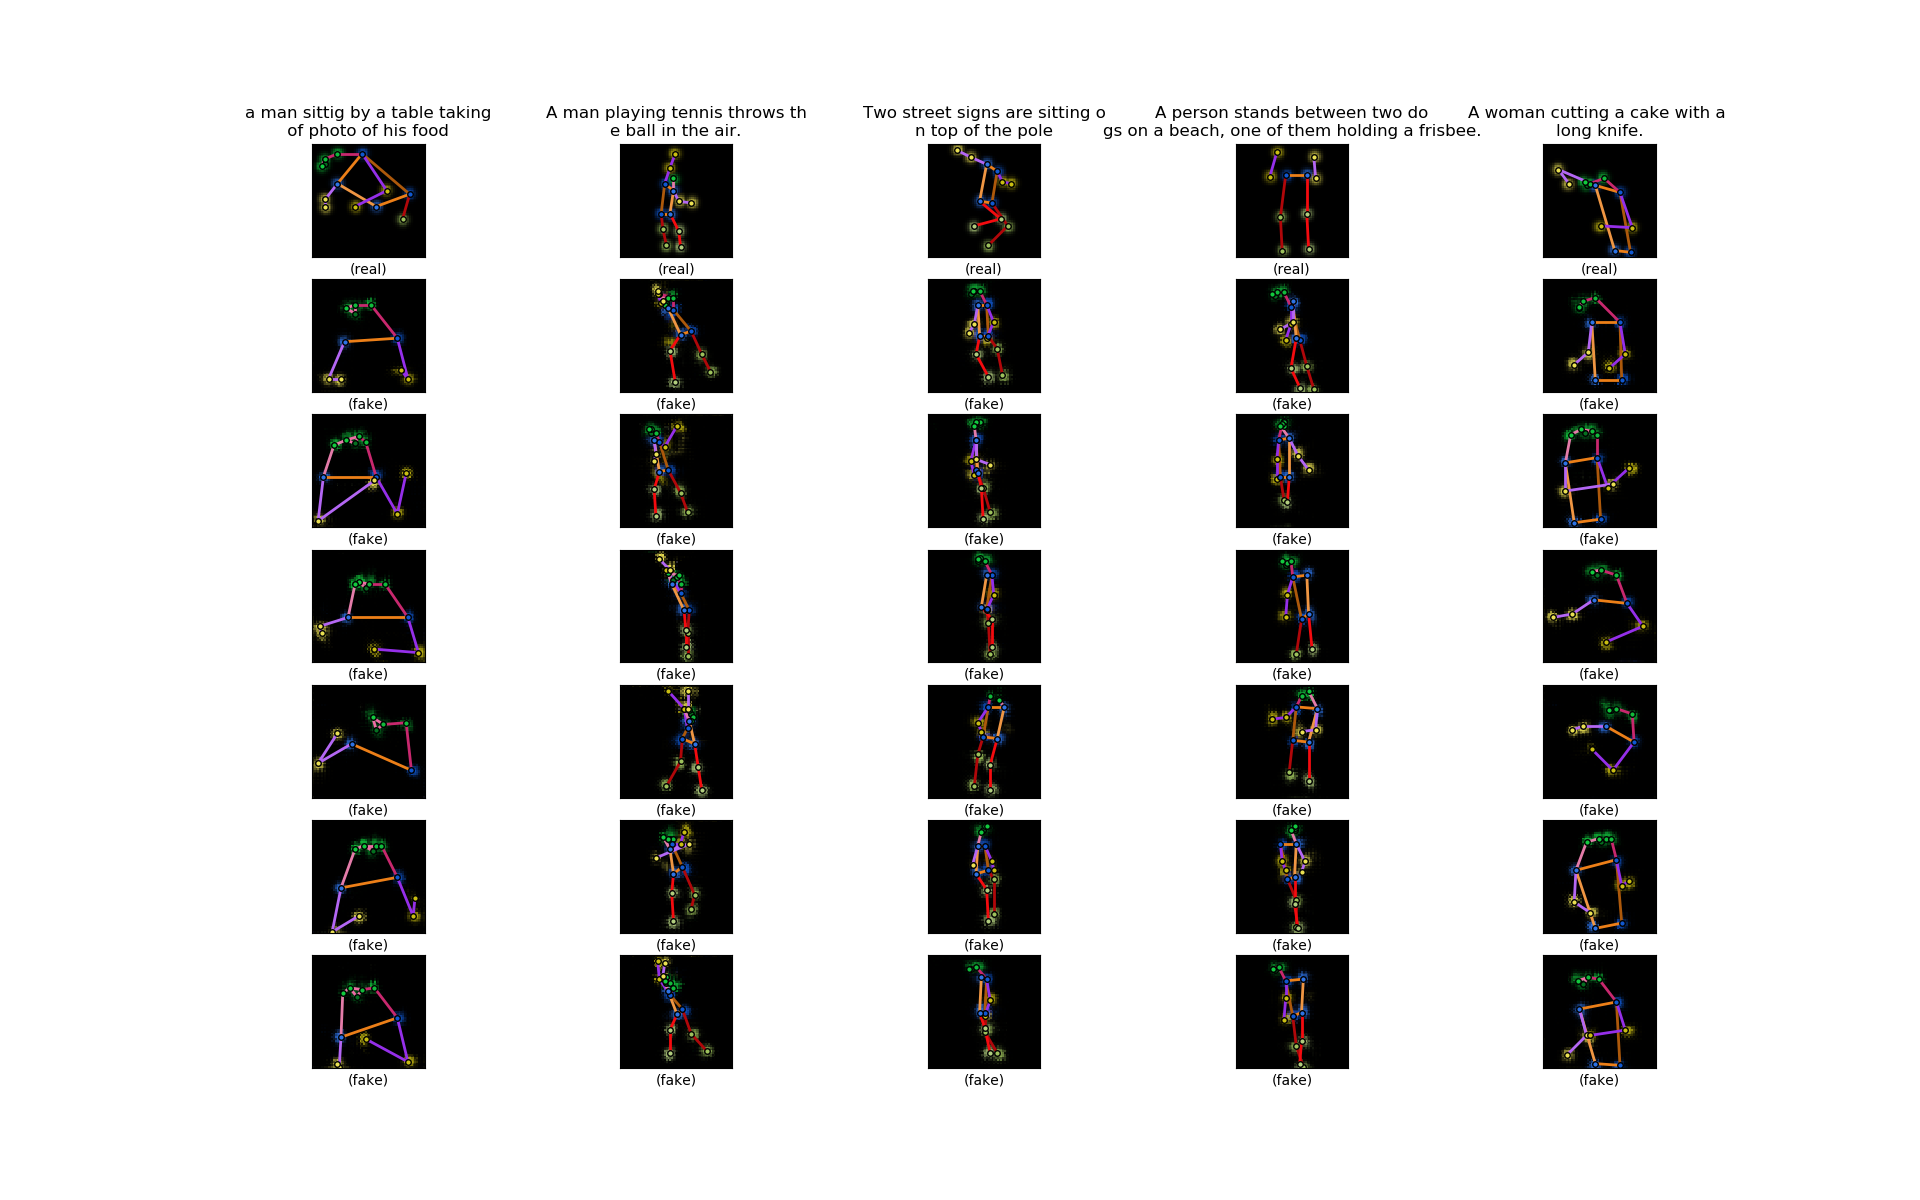 a man sittig by a table taking
of photo of his food
A man playing tennis throws th
e ball in the air.
Two street signs are sitting o
n top of the pole
A person stands between two do
gs on a beach, one of them holding a frisbee.
A woman cutting a cake with a
long knife.
(real) (real) (real) (real) (real)
(fake) (fake) (fake) (fake) (fake)
(fake) (fake) (fake) (fake) (fake)
(fake) (fake) (fake) (fake) (fake)
(fake) (fake) (fake) (fake) (fake)
(fake) (fake) (fake) (fake) (fake)
(fake) (fake) (fake) (fake) (fake)